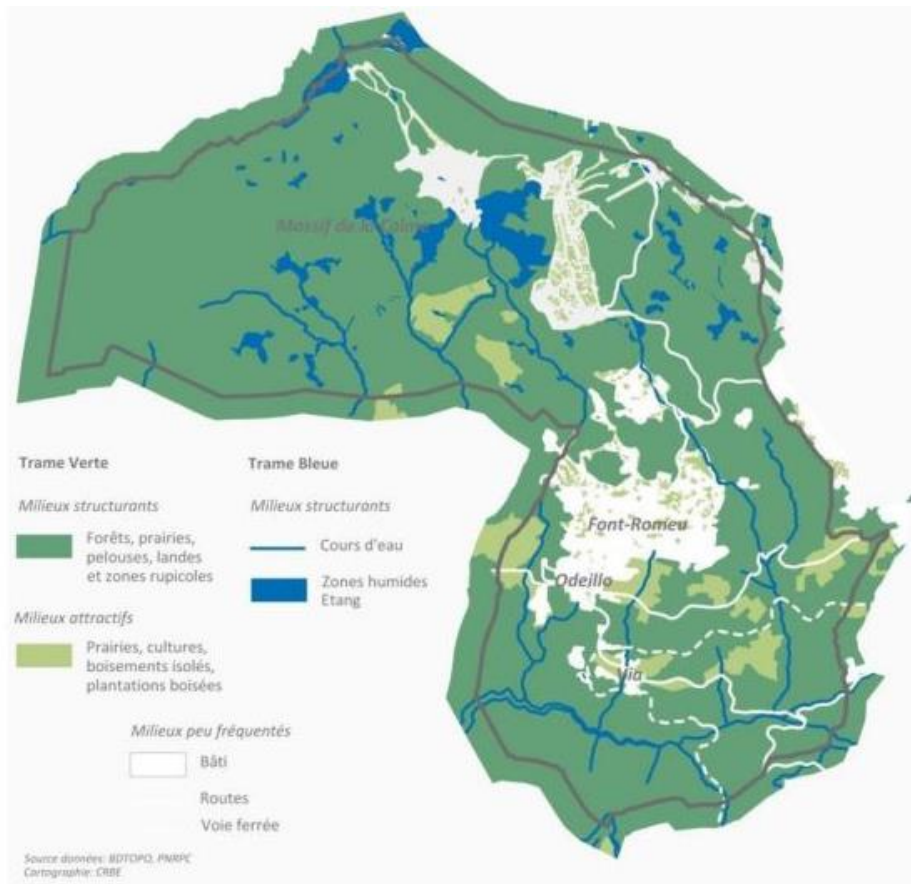 Massif de la Calme
Font-Romeu
Odeillo
Via
Trame Verte
Milieux structurants
Forêts, prairies,
pelouses, landes
et zones rupicoles
Milieux attractifs
Prairies, cultures,
boisements isolés,
plantations boisées
Trame Bleue
Milieux structurants
Cours d'eau
Zones humides
Etang
Milieux peu fréquentés
Bâti
Routes
Voie ferrée
Source données: BDTOPO, PNRPC
Cartographie: CRBE